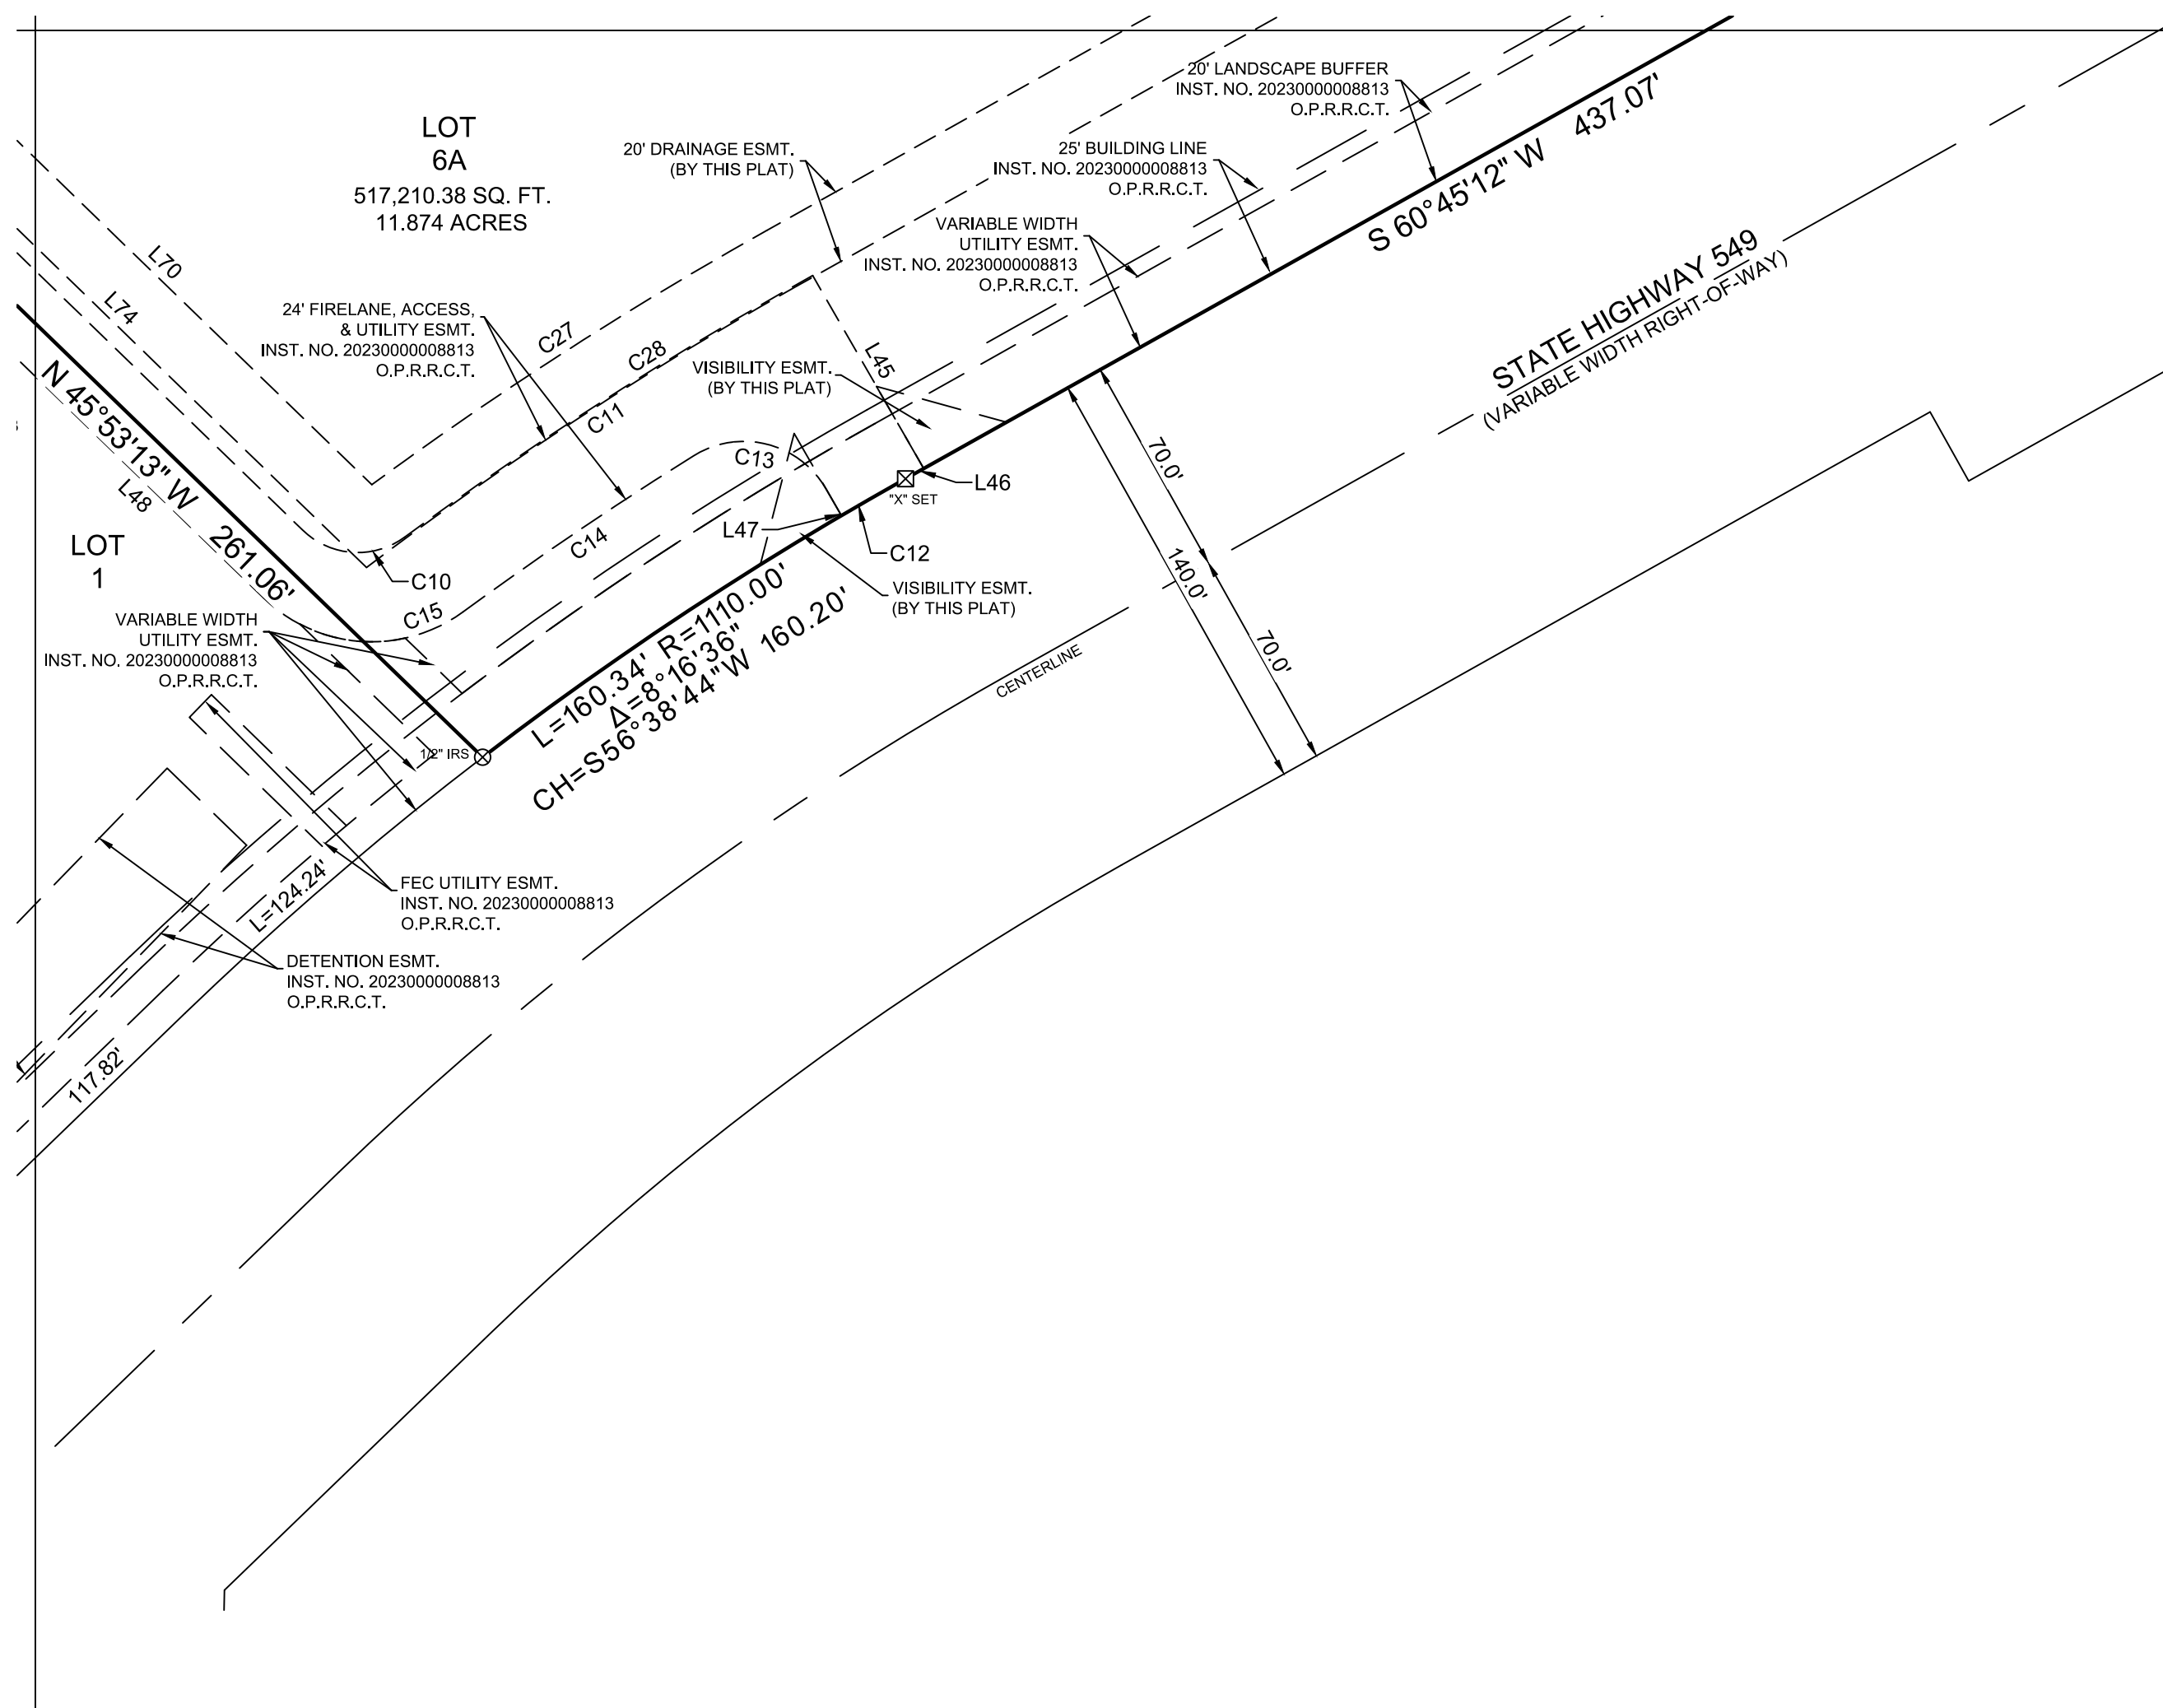 20' LANDSCAPE BUFFER
INST. NO. 20230000008813
O.P.R.R.C.T.
437.07'
S 60°45'12" W
LOT
6A
517,210.38 SQ. FT.
11.874 ACRES
20' DRAINAGE ESMT.
(BY THIS PLAT)
25' BUILDING LINE
INST. NO. 20230000008813
O.P.R.R.C.T.
VARIABLE WIDTH
UTILITY ESMT.
INST. NO. 20230000008813
O.P.R.R.C.T.
STATE HIGHWAY 549
(VARIABLE WIDTH RIGHT-OF-WAY)
L70
L74
24' FIRELANE, ACCESS,
& UTILITY ESMT.
INST. NO. 20230000008813
O.P.R.R.C.T.
C27
C28
C11
VISIBILITY ESMT.
(BY THIS PLAT)
L45
N 45°53'13" W 261.06'
L48
C13
L46
"X" SET
70.0'
140.0'
70.0'
L47
C14
C12
VISIBILITY ESMT.
(BY THIS PLAT)
LOT
1
C10
C15
VARIABLE WIDTH
UTILITY ESMT.
INST. NO. 20230000008813
O.P.R.R.C.T.
L=160.34' R=1110.00'
Δ=8°16'36"
CH=S56°38'44"W 160.20'
CENTERLINE
1/2" IRS
FEC UTILITY ESMT.
INST. NO. 20230000008813
O.P.R.R.C.T.
L=124.24'
DETENTION ESMT.
INST. NO. 20230000008813
O.P.R.R.C.T.
117.82'